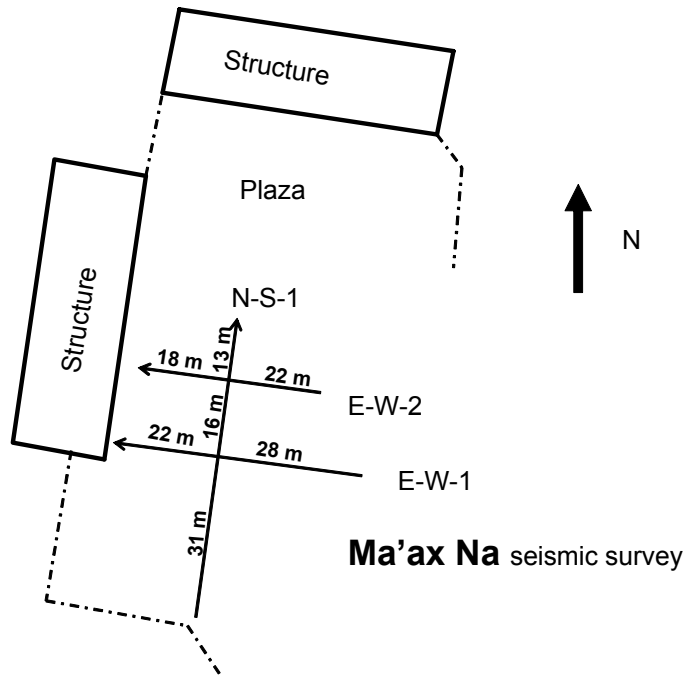 Structure
Plaza
N
Structure
N-S-1
13 m
18 m
22 m
E-W-2
16 m
22 m
28 m
E-W-1
31 m
Ma'ax Na seismic survey